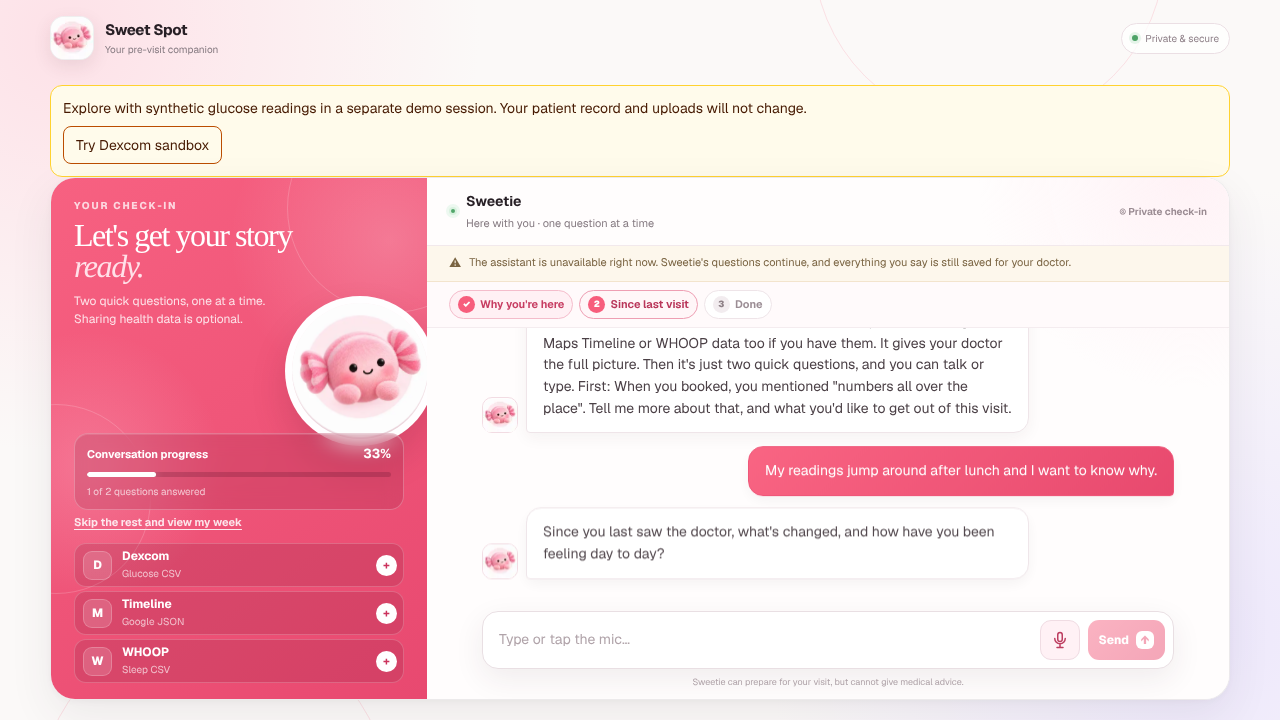 Sweet Spot
Your pre-visit companion
Private & secure
Explore with synthetic glucose readings in a separate demo session. Your patient record and uploads will not change.
Try Dexcom sandbox
YOUR CHECK-IN
Let's get your story
ready.
Two quick questions, one at a time.
Sharing health data is optional.
Conversation progress
33%
1 of 2 questions answered
Skip the rest and view my week
D
Dexcom
Glucose CSV
+
M
Timeline
Google JSON
+
W
WHOOP
Sleep CSV
+
Sweetie
Here with you · one question at a time
Private check-in
The assistant is unavailable right now. Sweetie's questions continue, and everything you say is still saved for your doctor.
Why you're here
2 Since last visit
3 Done
Maps Timeline or WHOOP data too if you have them. It gives your doctor
the full picture. Then it's just two quick questions, and you can talk or
type. First: When you booked, you mentioned "numbers all over the
place". Tell me more about that, and what you'd like to get out of this visit.
My readings jump around after lunch and I want to know why.
Since you last saw the doctor, what's changed, and how have you been
feeling day to day?
Type or tap the mic...
Send
Sweetie can prepare for your visit, but cannot give medical advice.